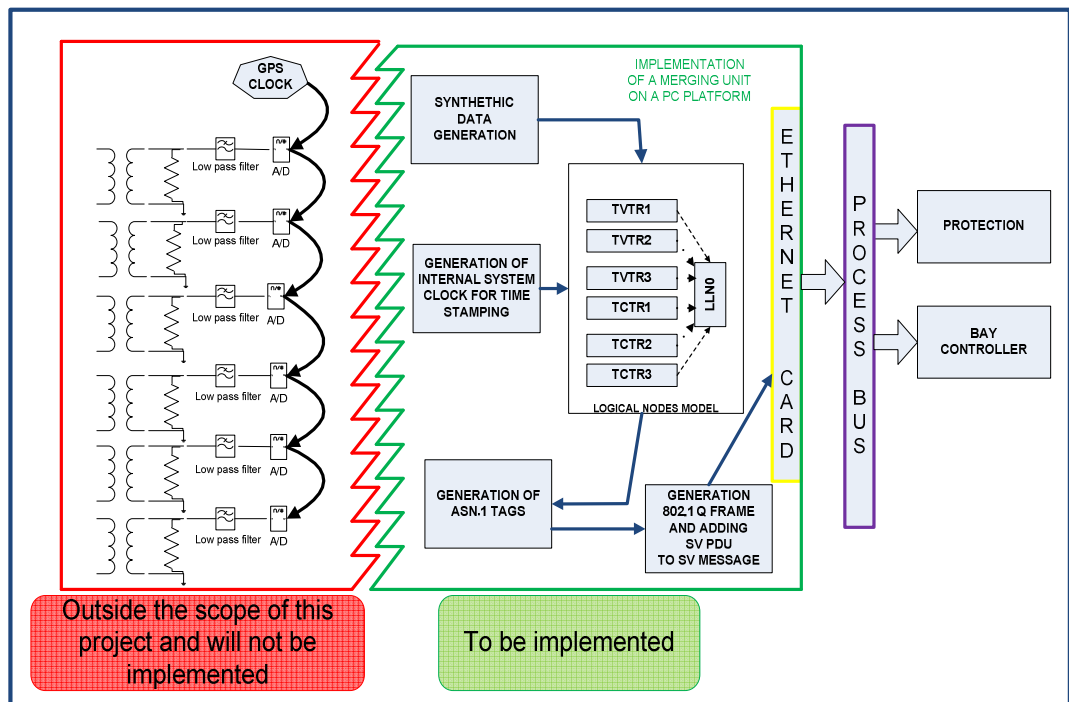 GPS
CLOCK
Low pass filter
A/D
Low pass filter
A/D
Low pass filter
A/D
Low pass filter
A/D
Low pass filter
A/D
Low pass filter
A/D
IMPLEMENTATION
OF A MERGING UNIT
ON A PC PLATFORM
SYNTHETHIC
DATA
GENERATION
GENERATION OF
INTERNAL SYSTEM
CLOCK FOR TIME
STAMPING
TVTR1
TVTR2
TVTR3
TCTR1
TCTR2
TCTR3
LLN0
LOGICAL NODES MODEL
GENERATION OF
ASN.1 TAGS
GENERATION
802,1 Q FRAME
AND ADDING
SV PDU
TO SV MESSAGE
ETHERNET CARD
PROCESS BUS
PROTECTION
BAY
CONTROLLER
Outside the scope of this
project and will not be
implemented
To be implemented